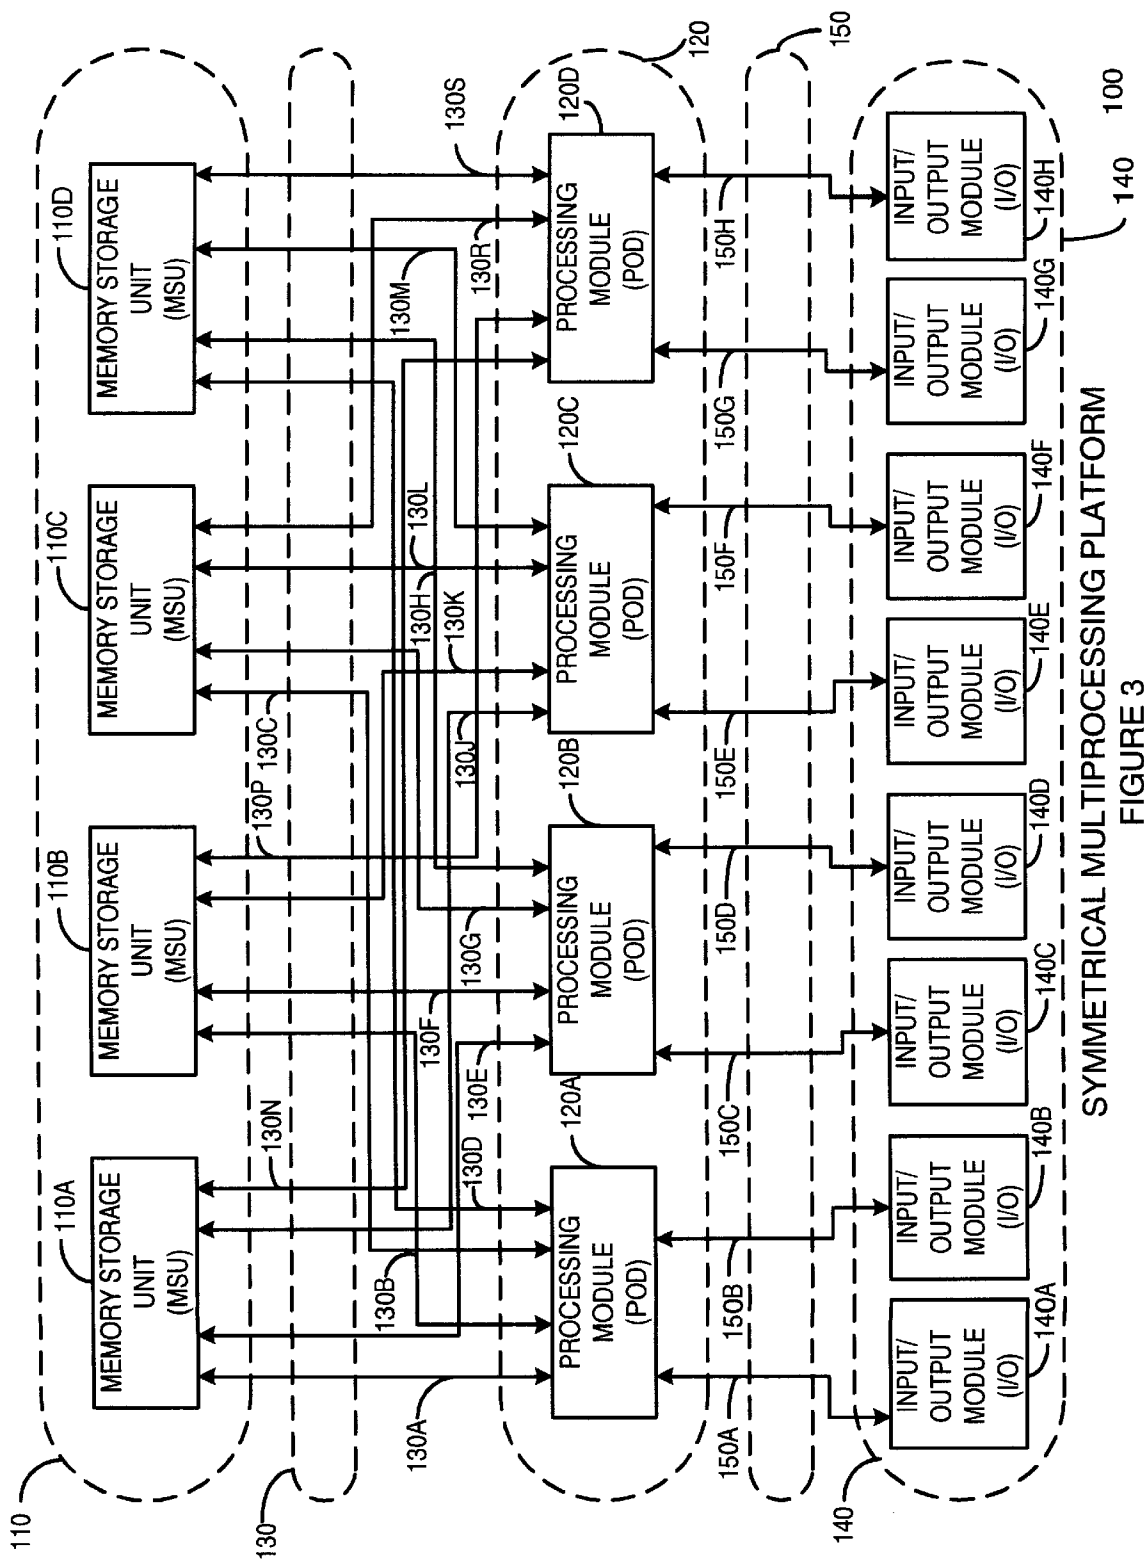 110
110A
110B
110C
110D
MEMORY STORAGE
UNIT
(MSU)
MEMORY STORAGE
UNIT
(MSU)
MEMORY STORAGE
UNIT
(MSU)
MEMORY STORAGE
UNIT
(MSU)
130
130N
130P
130C
130A
130B
130D
130E
130F
130G
130J
130H
130K
130L
130M
130R
130S
120A
120B
120C
120D
120
PROCESSING
MODULE
(POD)
PROCESSING
MODULE
(POD)
PROCESSING
MODULE
(POD)
PROCESSING
MODULE
(POD)
150A
150B
150C
150D
150E
150F
150G
150H
150
140
INPUT/
OUTPUT
MODULE
(I/O)
140A
INPUT/
OUTPUT
MODULE
(I/O)
140B
INPUT/
OUTPUT
MODULE
(I/O)
140C
INPUT/
OUTPUT
MODULE
(I/O)
140D
INPUT/
OUTPUT
MODULE
(I/O)
140E
INPUT/
OUTPUT
MODULE
(I/O)
140F
INPUT/
OUTPUT
MODULE
(I/O)
140G
INPUT/
OUTPUT
MODULE
(I/O)
140H
140
100
SYMMETRICAL MULTIPROCESSING PLATFORM
FIGURE 3